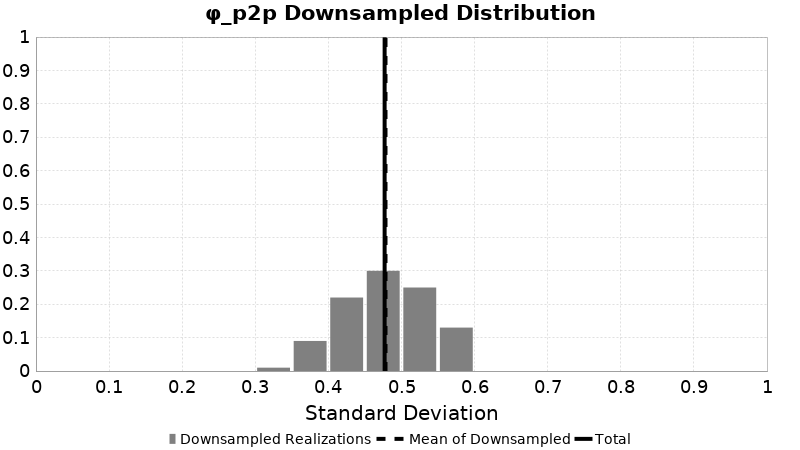 φ_p2p Downsampled Distribution
1
0.9
0.8
0.7
0.6
0.5
0.4
0.3
0.2
0.1
0
0 0.1 0.2 0.3 0.4 0.5 0.6 0.7 0.8 0.9 1
Standard Deviation
Downsampled Realizations Mean of Downsampled Total